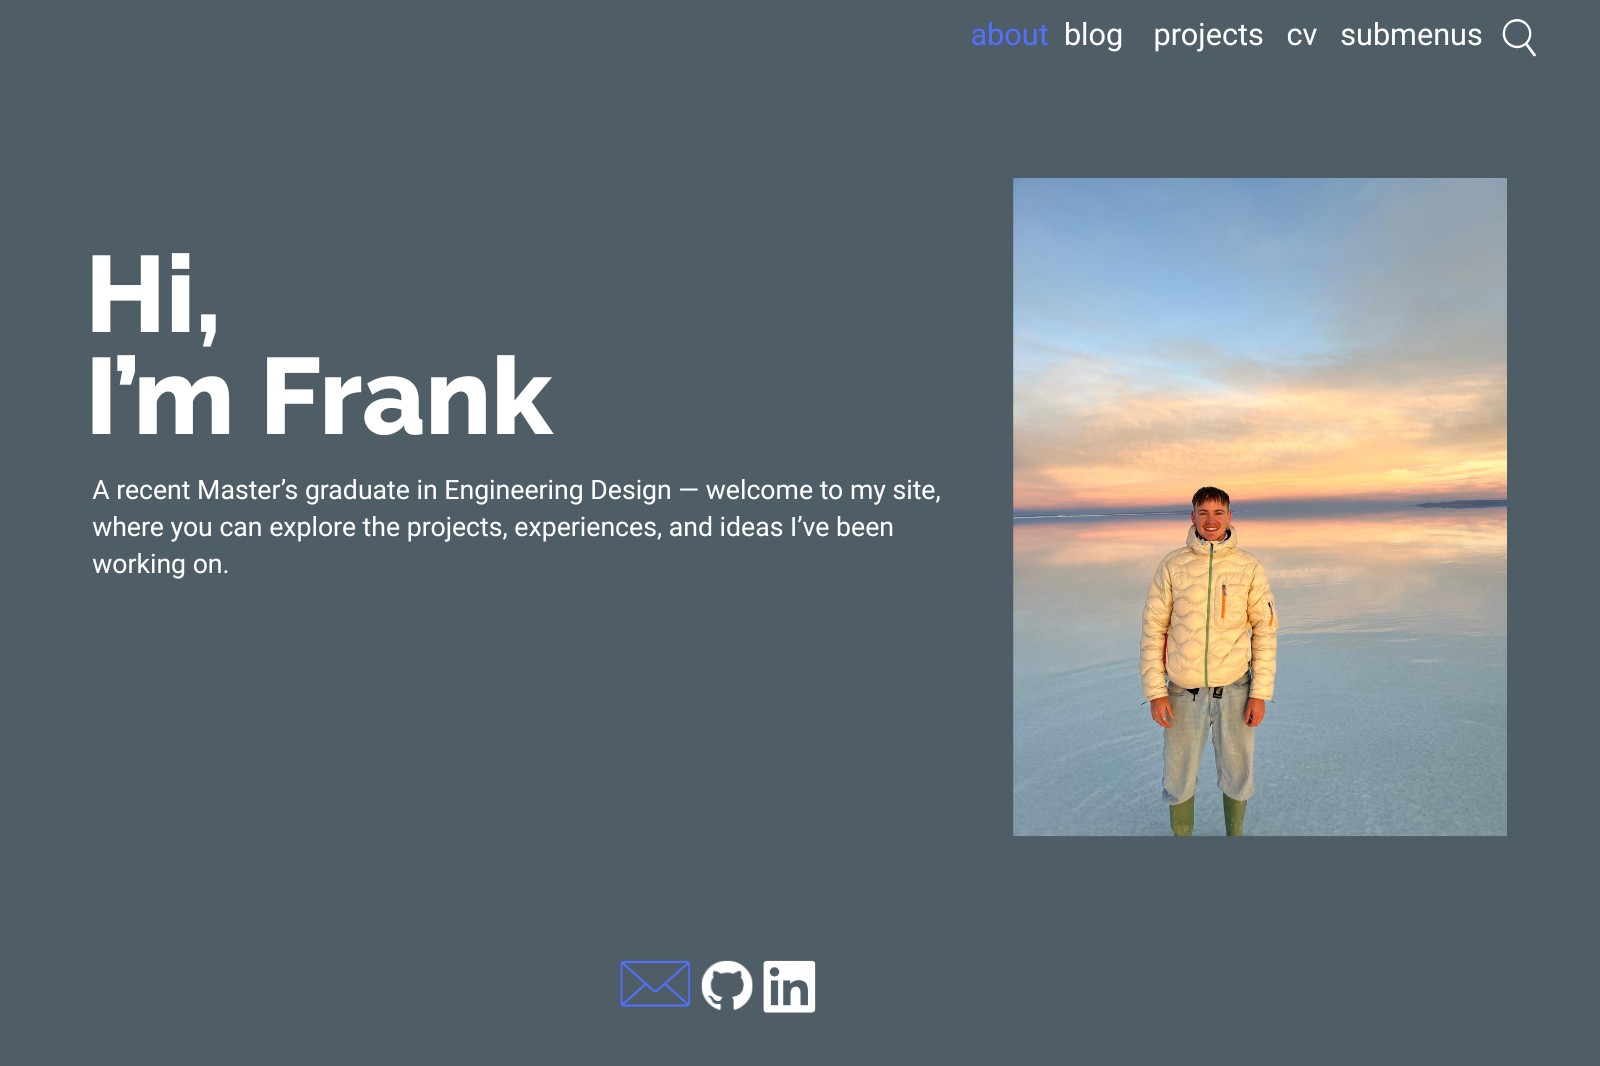 about blog projects cv submenus
Hi,
I’m Frank
A recent Master’s graduate in Engineering Design — welcome to my site,
where you can explore the projects, experiences, and ideas I’ve been
working on.
in